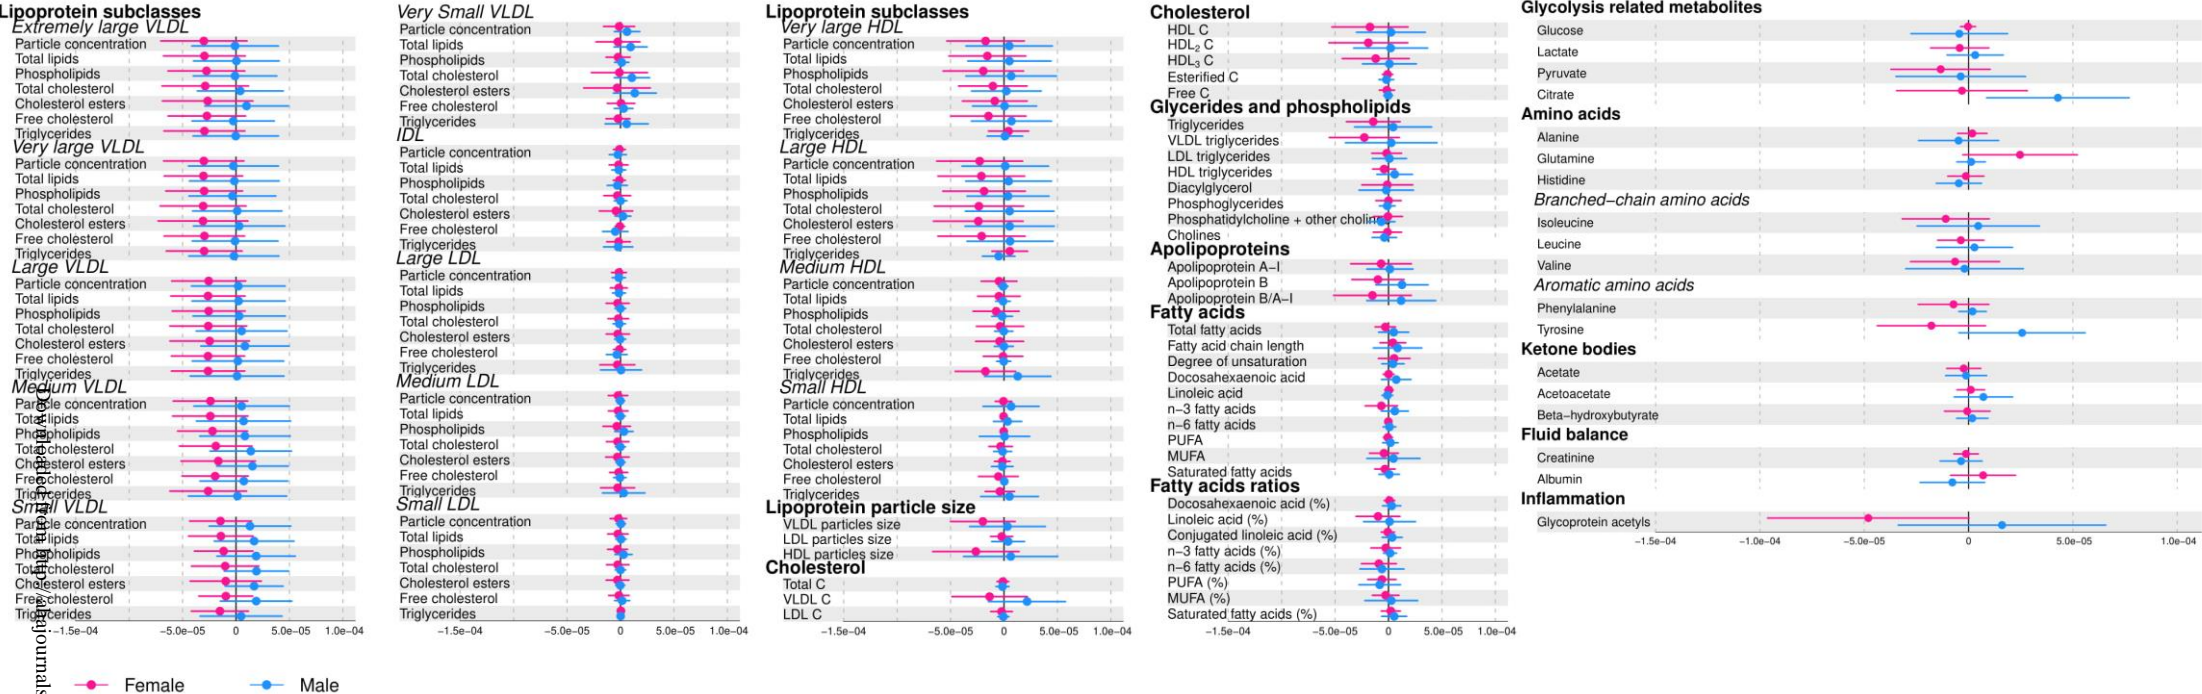 Lipoprotein subclasses
Extremely large VLDL
Particle concentration
Total lipids
Phospholipids
Total cholesterol
Cholesterol esters
Free cholesterol
Triglycerides
Very large VLDL
Particle concentration
Total lipids
Phospholipids
Total cholesterol
Cholesterol esters
Free cholesterol
Triglycerides
Large VLDL
Particle concentration
Total lipids
Phospholipids
Total cholesterol
Cholesterol esters
Free cholesterol
Triglycerides
Medium VLDL
Particle concentration
Total lipids
Phospholipids
Total cholesterol
Cholesterol esters
Free cholesterol
Triglycerides
Small VLDL
Particle concentration
Total lipids
Phospholipids
Total cholesterol
Cholesterol esters
Free cholesterol
Triglycerides
−1.5e−04 −5.0e−05 0 5.0e−05 1.0e−04
Very Small VLDL
Particle concentration
Total lipids
Phospholipids
Total cholesterol
Cholesterol esters
Free cholesterol
Triglycerides
IDL
Particle concentration
Total lipids
Phospholipids
Total cholesterol
Cholesterol esters
Free cholesterol
Triglycerides
Large LDL
Particle concentration
Total lipids
Phospholipids
Total cholesterol
Cholesterol esters
Free cholesterol
Triglycerides
Medium LDL
Particle concentration
Total lipids
Phospholipids
Total cholesterol
Cholesterol esters
Free cholesterol
Triglycerides
Small LDL
Particle concentration
Total lipids
Phospholipids
Total cholesterol
Cholesterol esters
Free cholesterol
Triglycerides
−1.5e−04 −5.0e−05 0 5.0e−05 1.0e−04
Lipoprotein subclasses
Very large HDL
Particle concentration
Total lipids
Phospholipids
Total cholesterol
Cholesterol esters
Free cholesterol
Triglycerides
Large HDL
Particle concentration
Total lipids
Phospholipids
Total cholesterol
Cholesterol esters
Free cholesterol
Triglycerides
Medium HDL
Particle concentration
Total lipids
Phospholipids
Total cholesterol
Cholesterol esters
Free cholesterol
Triglycerides
Small HDL
Particle concentration
Total lipids
Phospholipids
Total cholesterol
Cholesterol esters
Free cholesterol
Triglycerides
Lipoprotein particle size
VLDL particles size
LDL particles size
HDL particles size
Cholesterol
Total C
VLDL C
LDL C
−1.5e−04 −5.0e−05 0 5.0e−05 1.0e−04
Cholesterol
HDL C
HDL₂ C
HDL₃ C
Esterified C
Free C
Glycerides and phospholipids
Triglycerides
VLDL triglycerides
LDL triglycerides
HDL triglycerides
Diacylglycerol
Phosphoglycerides
Phosphatidylcholine + other cholines
Cholines
Apolipoproteins
Apolipoprotein A−I
Apolipoprotein B
Apolipoprotein B/A−I
Fatty acids
Total fatty acids
Fatty acid chain length
Degree of unsaturation
Docosahexaenoic acid
Linoleic acid
n−3 fatty acids
n−6 fatty acids
PUFA
MUFA
Saturated fatty acids
Fatty acids ratios
Docosahexaenoic acid (%)
Linoleic acid (%)
Conjugated linoleic acid (%)
n−3 fatty acids (%)
n−6 fatty acids (%)
PUFA (%)
MUFA (%)
Saturated fatty acids (%)
−1.5e−04 −5.0e−05 0 5.0e−05 1.0e−04
Glycolysis related metabolites
Glucose
Lactate
Pyruvate
Citrate
Amino acids
Alanine
Glutamine
Histidine
Branched−chain amino acids
Isoleucine
Leucine
Valine
Aromatic amino acids
Phenylalanine
Tyrosine
Ketone bodies
Acetate
Acetoacetate
Beta−hydroxybutyrate
Fluid balance
Creatinine
Albumin
Inflammation
Glycoprotein acetyls
−1.5e−04 −1.0e−04 −5.0e−05 0 5.0e−05 1.0e−04
Female Male
Downloaded from http://ahajournals